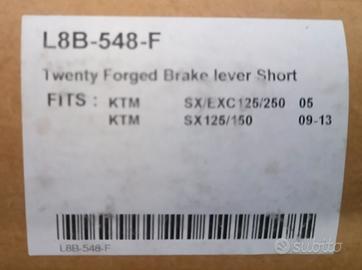 L8B-548-F
Twenty Forged Brake lever Short
FITS : KTM SX/EXC125/250 05
KTM SX125/150 09-13
L8B-548-F
subito